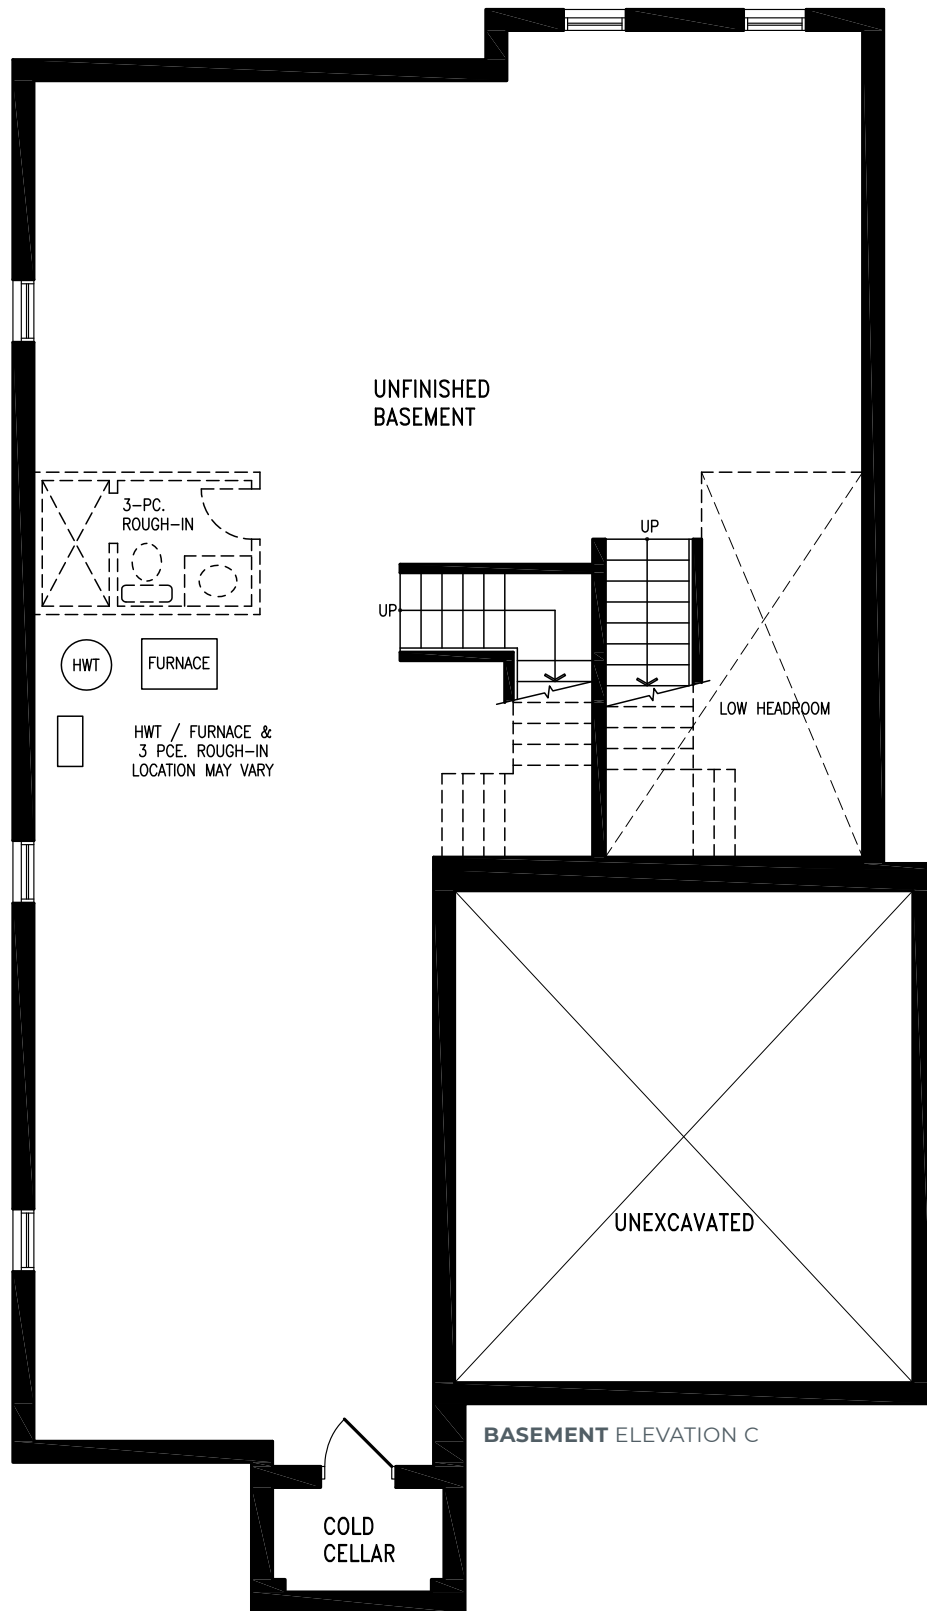 UNFINISHED
BASEMENT
3-PC.
ROUGH-IN
UP
UP
HWT
FURNACE
LOW HEADROOM
HWT / FURNACE &
3 PCE. ROUGH-IN
LOCATION MAY VARY
UNEXCAVATED
BASEMENT ELEVATION C
COLD
CELLAR